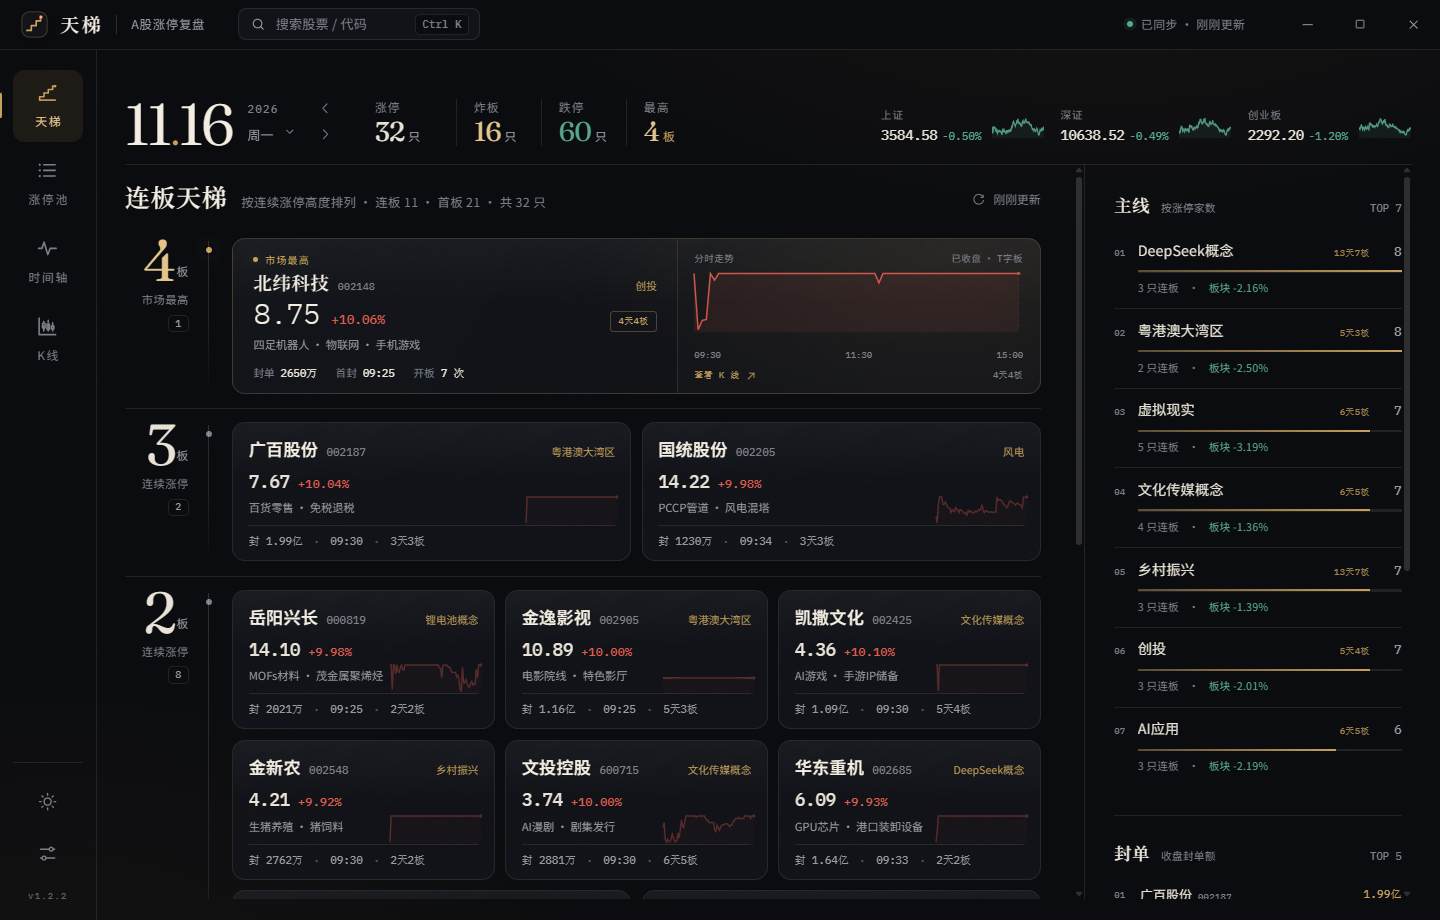 天梯 A股涨停复盘 搜索股票 / 代码 Ctrl K 已同步 · 刚刚更新
天梯
涨停池
时间轴
K线
v1.2.2
11.16 2026 周一
涨停 32 只
炸板 16 只
跌停 60 只
最高 4 板
上证 3584.58 -0.50%
深证 10638.52 -0.49%
创业板 2292.20 -1.20%
连板天梯 按连续涨停高度排列 · 连板 11 · 首板 21 · 共 32 只 刚刚更新
4板
市场最高
1
市场最高
北纬科技 002148 创投
8.75 +10.06% 4天4板
四足机器人 · 物联网 · 手机游戏
封单 2650万 首封 09:25 开板 7 次
分时走势 已收盘 · T字板
09:30 11:30 15:00
查看 K 线 4天4板
3板
连续涨停
2
广百股份 002187 粤港澳大湾区
7.67 +10.04%
百货零售 · 免税退税
封 1.99亿 · 09:30 · 3天3板
国统股份 002205 风电
14.22 +9.98%
PCCP管道 · 风电混塔
封 1230万 · 09:34 · 3天3板
2板
连续涨停
8
岳阳兴长 000819 锂电池概念
14.10 +9.98%
MOFs材料 · 茂金属聚烯烃
封 2021万 · 09:25 · 2天2板
金逸影视 002905 粤港澳大湾区
10.89 +10.00%
电影院线 · 特色影厅
封 1.16亿 · 09:25 · 5天3板
凯撒文化 002425 文化传媒概念
4.36 +10.10%
AI游戏 · 手游IP储备
封 1.09亿 · 09:30 · 5天4板
金新农 002548 乡村振兴
4.21 +9.92%
生猪养殖 · 猪饲料
封 2762万 · 09:30 · 2天2板
文投控股 600715 文化传媒概念
3.74 +10.00%
AI漫剧 · 剧集发行
封 2881万 · 09:30 · 6天5板
华东重机 002685 DeepSeek概念
6.09 +9.93%
GPU芯片 · 港口装卸设备
封 1.64亿 · 09:33 · 2天2板
主线 按涨停家数 TOP 7
01 DeepSeek概念 13天7板 8
3 只连板 · 板块 -2.16%
02 粤港澳大湾区 5天3板 8
2 只连板 · 板块 -2.50%
03 虚拟现实 6天5板 7
5 只连板 · 板块 -3.19%
04 文化传媒概念 6天5板 7
4 只连板 · 板块 -1.36%
05 乡村振兴 13天7板 7
3 只连板 · 板块 -1.39%
06 创投 5天4板 7
3 只连板 · 板块 -2.01%
07 AI应用 6天5板 6
3 只连板 · 板块 -2.19%
封单 收盘封单额 TOP 5
01 广百股份 002187 1.99亿